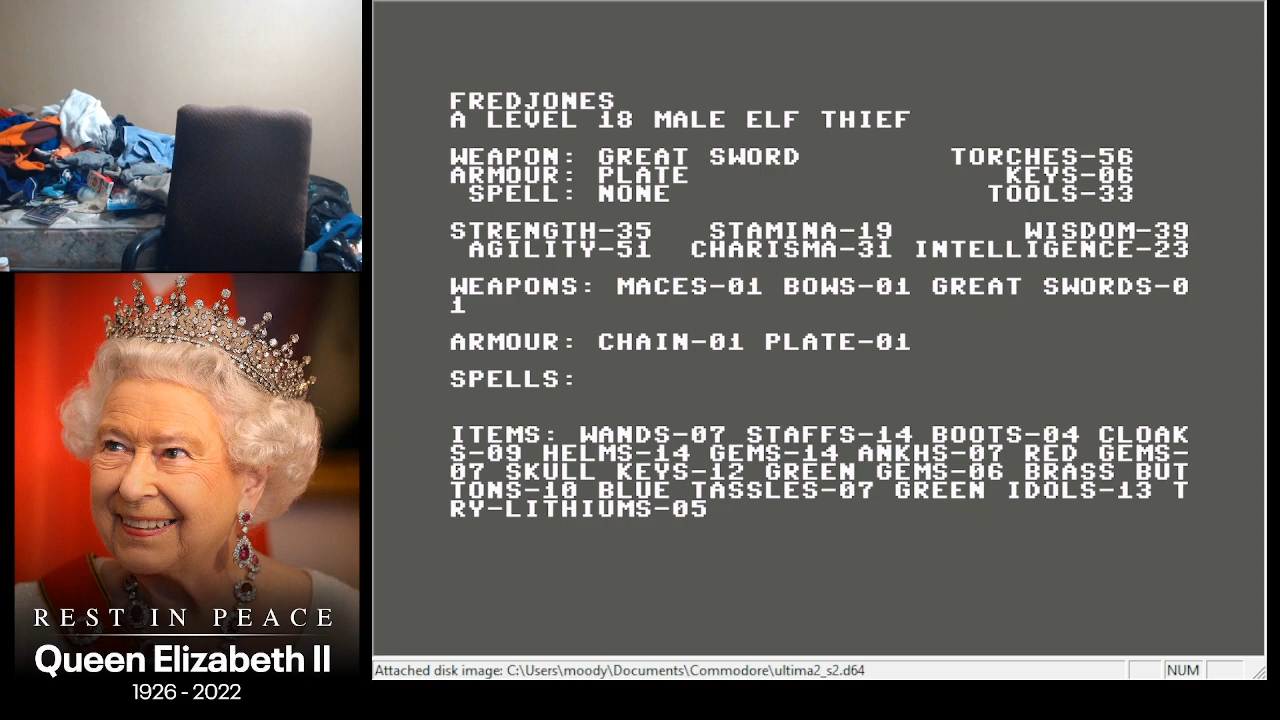 FREDJONES
A LEVEL 18 MALE ELF THIEF
WEAPON: GREAT SWORD TORCHES-56
ARMOUR: PLATE KEYS-06
SPELL: NONE TOOLS-33
STRENGTH-35 STAMINA-19 WISDOM-39
AGILITY-51 CHARISMA-31 INTELLIGENCE-23
WEAPONS: MACES-01 BOWS-01 GREAT SWORDS-0
1
ARMOUR: CHAIN-01 PLATE-01
SPELLS:
ITEMS: WANDS-07 STAFFS-14 BOOTS-04 CLOAK
S-09 HELMS-14 GEMS-14 ANKHS-07 RED GEMS-
07 SKULL KEYS-12 GREEN GEMS-06 BRASS BUT
TONS-10 BLUE TASSLES-07 GREEN IDOLS-13 T
RY-LITHIUMS-05
REST IN PEACE
Queen Elizabeth II
1926 - 2022
Attached disk image: C:\Users\moody\Documents\Commodore\ultima2_s2.d64
NUM